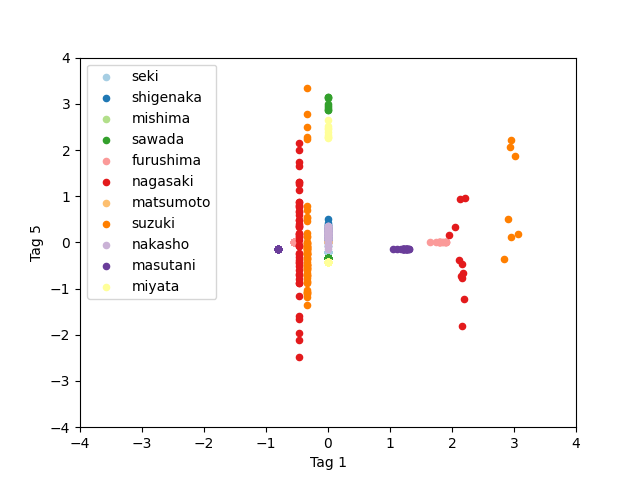 4
3
2
1
0
−1
−2
−3
−4
Tag 5
seki
shigenaka
mishima
sawada
furushima
nagasaki
matsumoto
suzuki
nakasho
masutani
miyata
−4 −3 −2 −1 0 1 2 3 4
Tag 1